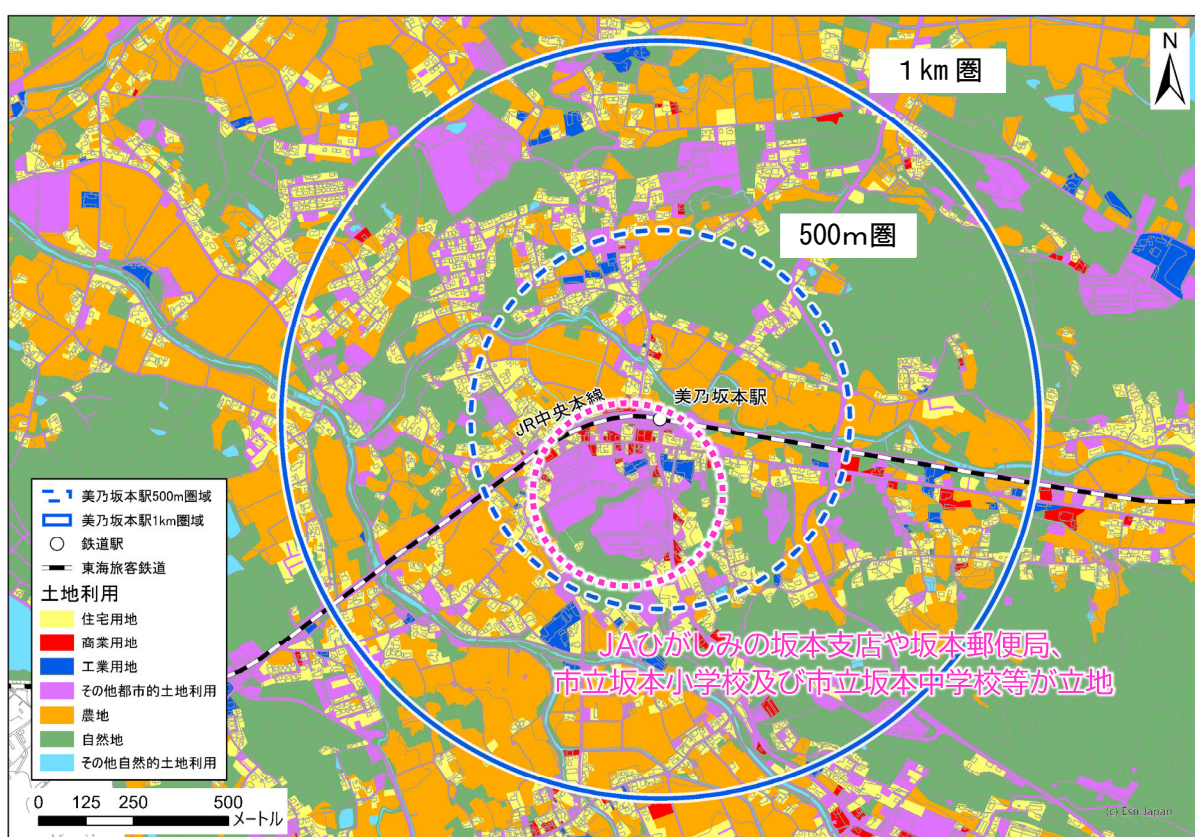 N
1km圏
500m圏
美乃坂本駅
JR中央本線
JAひがしみの坂本支店や坂本郵便局、
市立坂本小学校及び市立坂本中学校等が立地
美乃坂本駅500m圏域
美乃坂本駅1km圏域
鉄道駅
東海旅客鉄道
土地利用
住宅用地
商業用地
工業用地
その他都市的土地利用
農地
自然地
その他自然的土地利用
0 125 250 500
メートル
(c) Esri Japan